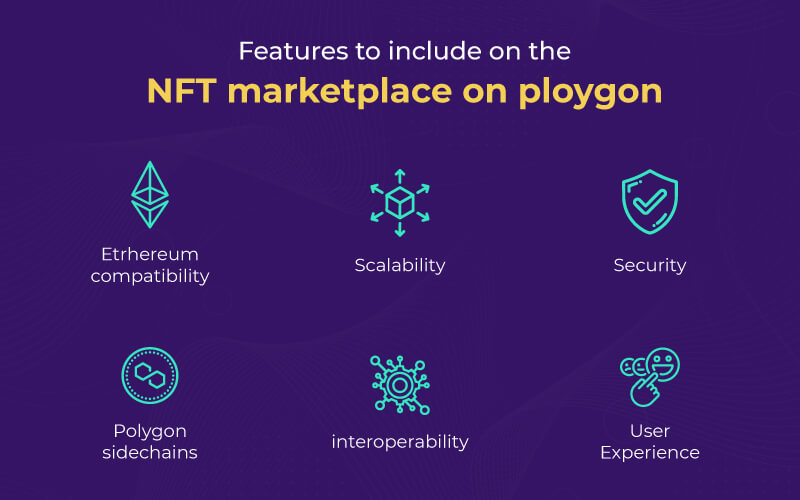 Features to include on the
NFT marketplace on ploygon
Etrhereum
compatibility
Scalability
Security
Polygon
sidechains
interoperability
User
Experience